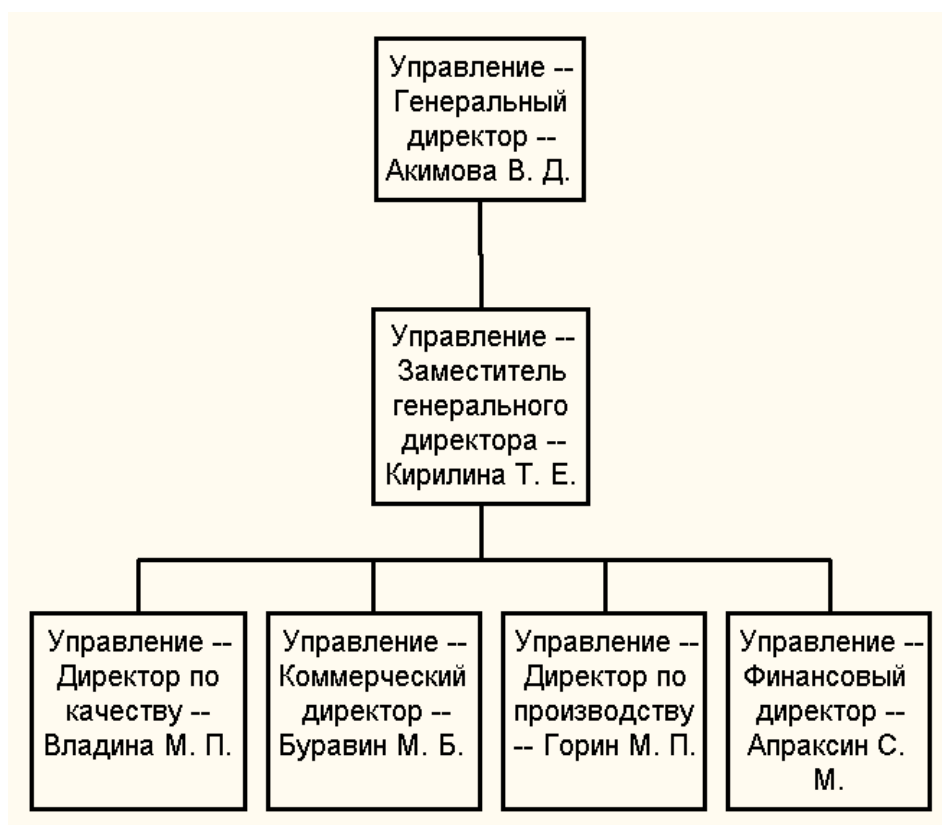 Управление --
Генеральный
директор --
Акимова В. Д.
Управление --
Заместитель
генерального
директора --
Кирилина Т. Е.
Управление --
Директор по
качеству --
Владина М. П.
Управление --
Коммерческий
директор --
Буравин М. Б.
Управление --
Директор по
производству
-- Горин М. П.
Управление --
Финансовый
директор --
Апраксин С.
М.